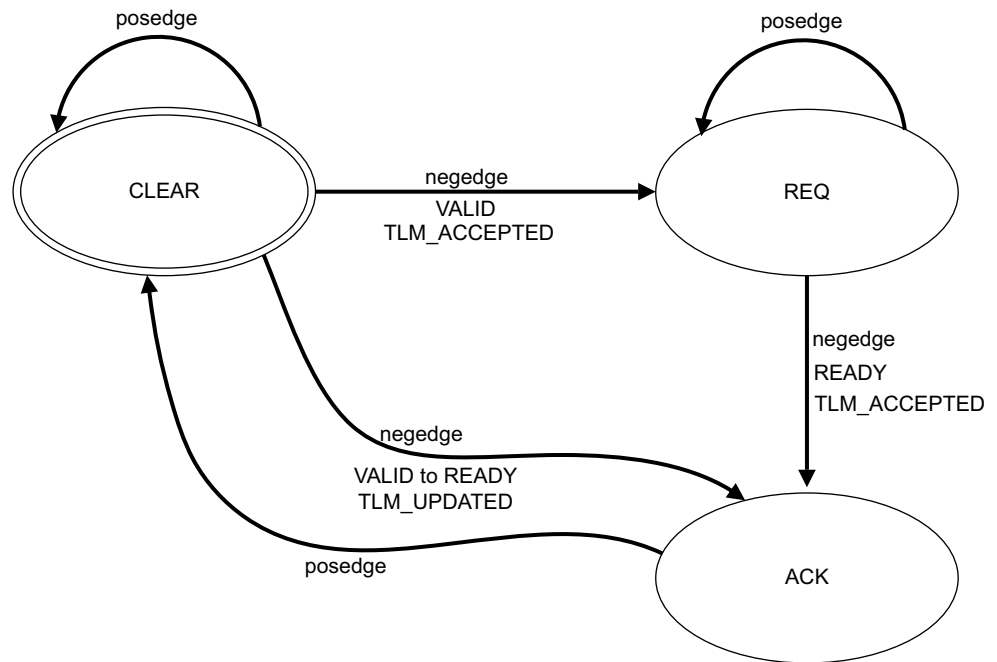 posedge
posedge
CLEAR
negedge
VALID
TLM_ACCEPTED
REQ
negedge
READY
TLM_ACCEPTED
negedge
VALID to READY
TLM_UPDATED
posedge
ACK